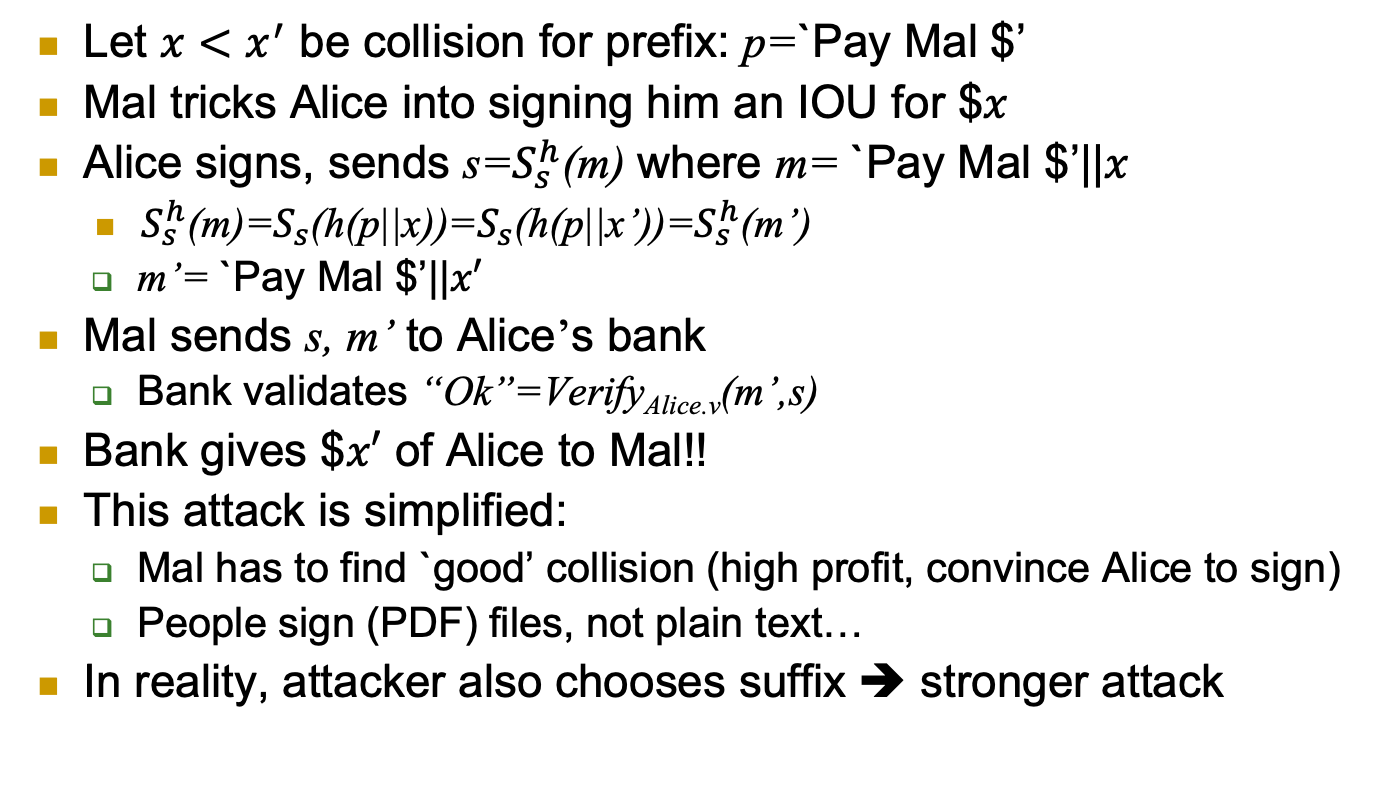 Let x < x′ be collision for prefix: p=`Pay Mal $’
Mal tricks Alice into signing him an IOU for $x
Alice signs, sends s=S_s^h(m) where m= `Pay Mal $’||x
S_s^h(m)=S_s(h(p||x))=S_s(h(p||x’))=S_s^h(m’)
m’= `Pay Mal $’||x′
Mal sends s, m’ to Alice’s bank
Bank validates “Ok”=Verify_Alice.v(m’,s)
Bank gives $x′ of Alice to Mal!!
This attack is simplified:
Mal has to find `good’ collision (high profit, convince Alice to sign)
People sign (PDF) files, not plain text…
In reality, attacker also chooses suffix ➔ stronger attack